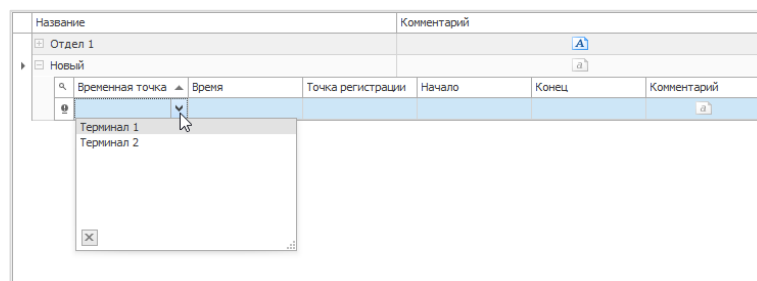 Название Комментарий
Отдел 1 A
Новый a
Временная точка Время Точка регистрации Начало Конец Комментарий
a
Терминал 1
Терминал 2